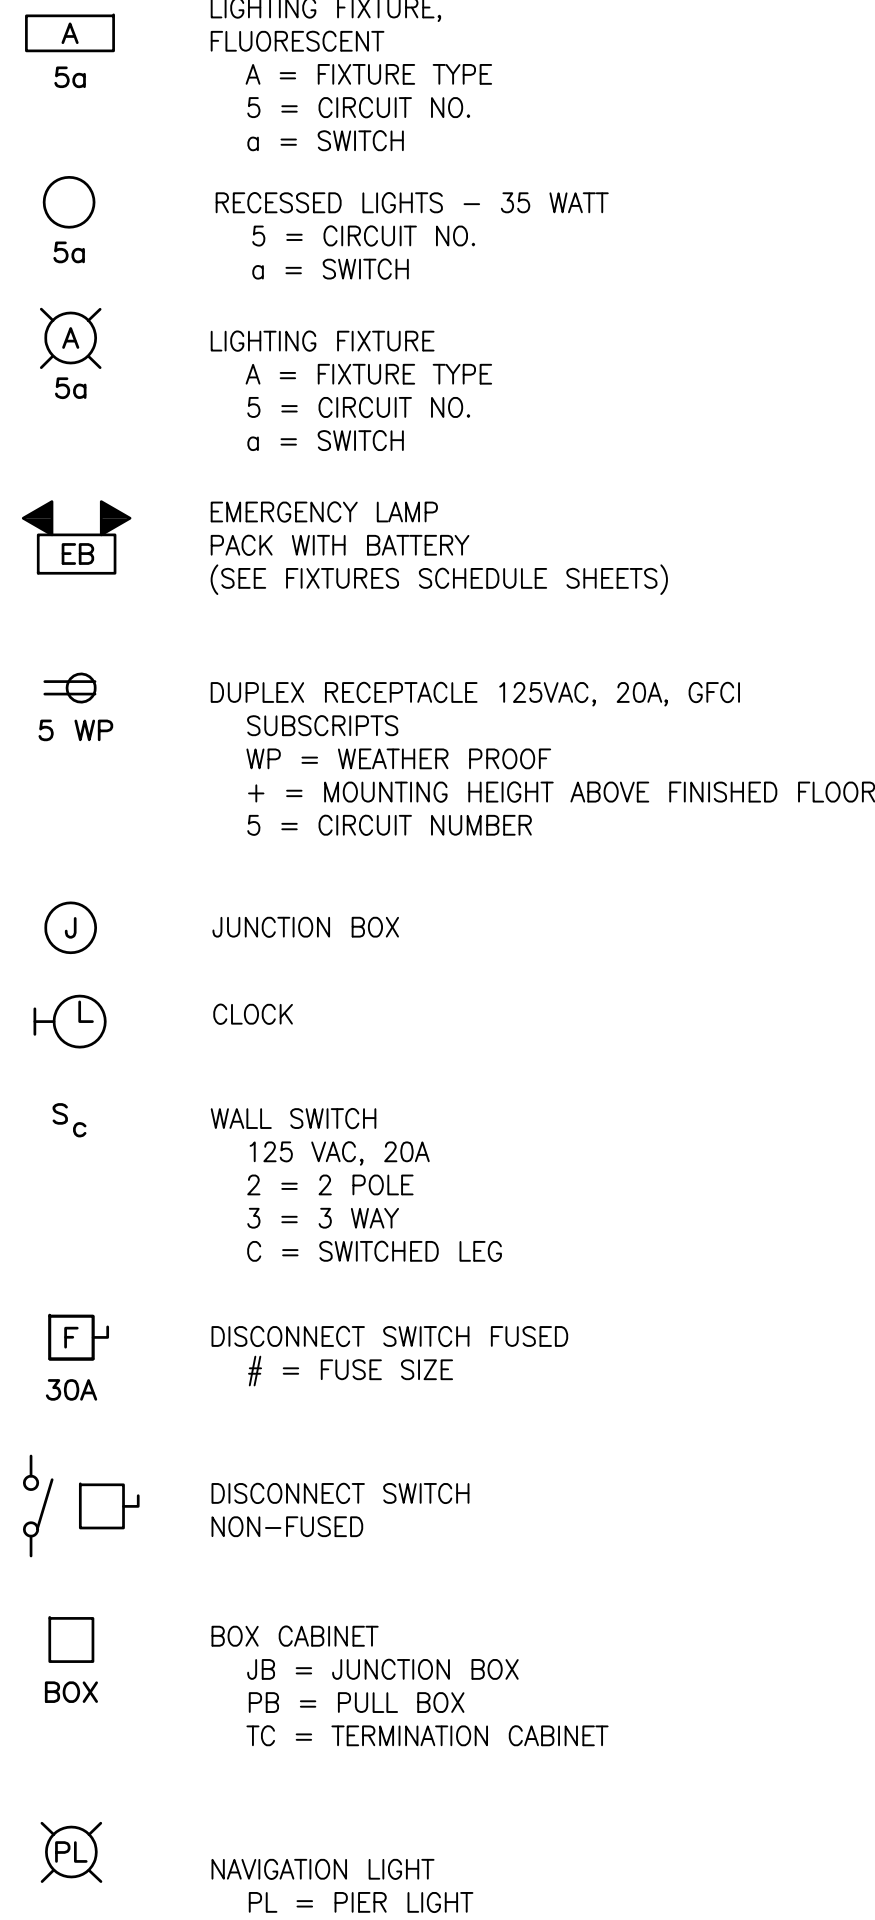 LIGHTING FIXTURE,
A FLUORESCENT
5a A = FIXTURE TYPE
5 = CIRCUIT NO.
a = SWITCH
RECESSED LIGHTS – 35 WATT
5a 5 = CIRCUIT NO.
a = SWITCH
A LIGHTING FIXTURE
5a A = FIXTURE TYPE
5 = CIRCUIT NO.
a = SWITCH
EMERGENCY LAMP
EB PACK WITH BATTERY
(SEE FIXTURES SCHEDULE SHEETS)
DUPLEX RECEPTACLE 125VAC, 20A, GFCI
5 WP SUBSCRIPTS
WP = WEATHER PROOF
+ = MOUNTING HEIGHT ABOVE FINISHED FLOOR
5 = CIRCUIT NUMBER
J JUNCTION BOX
CLOCK
Sc WALL SWITCH
125 VAC, 20A
2 = 2 POLE
3 = 3 WAY
C = SWITCHED LEG
F DISCONNECT SWITCH FUSED
30A # = FUSE SIZE
DISCONNECT SWITCH
NON–FUSED
BOX CABINET
JB = JUNCTION BOX
BOX PB = PULL BOX
TC = TERMINATION CABINET
PL NAVIGATION LIGHT
PL = PIER LIGHT